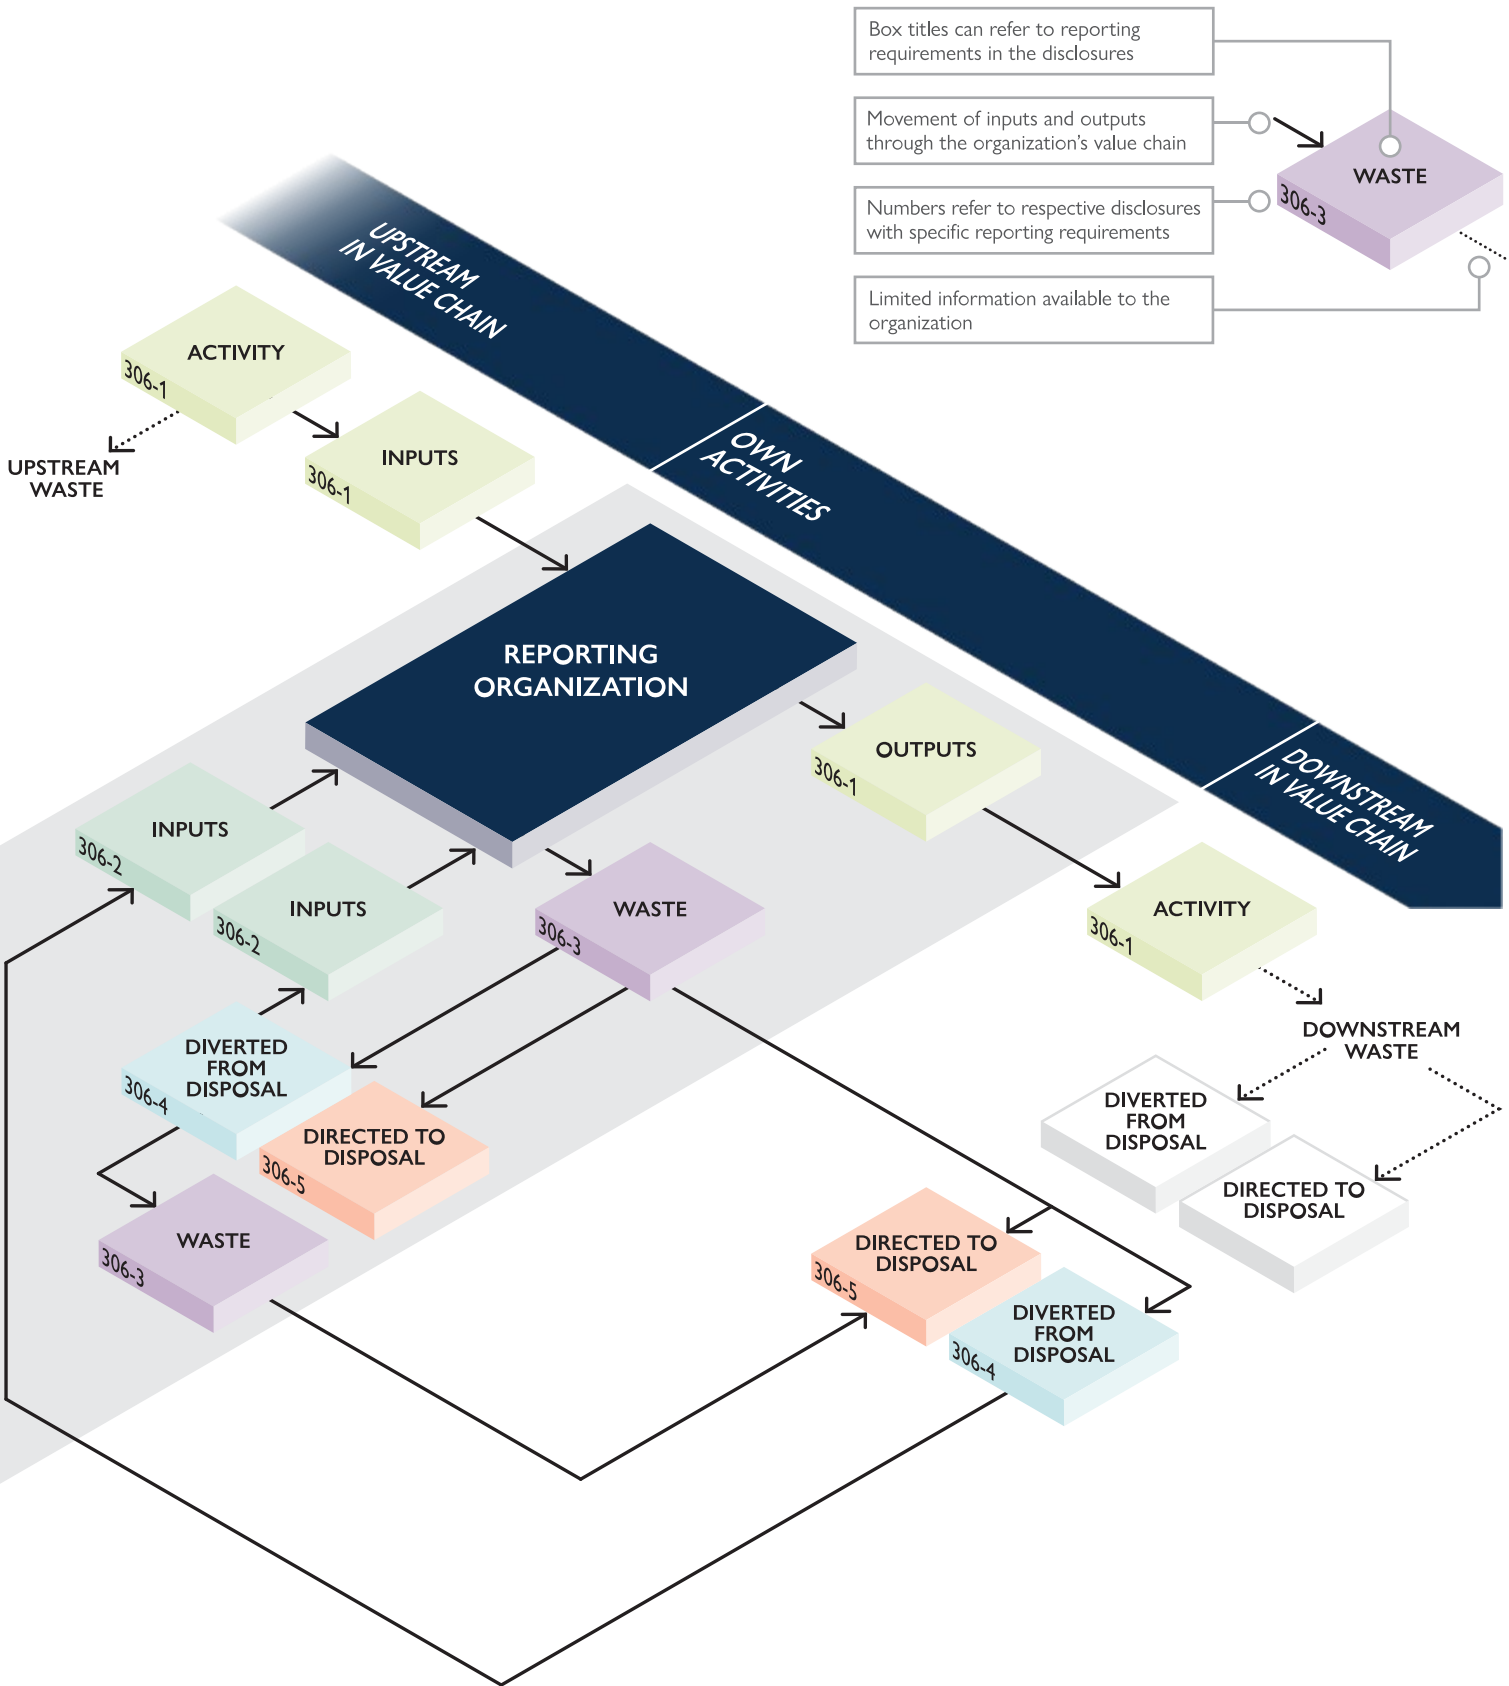 Box titles can refer to reporting
requirements in the disclosures
Movement of inputs and outputs
through the organization's value chain
Numbers refer to respective disclosures
with specific reporting requirements
Limited information available to the
organization
WASTE
306-3
UPSTREAM
IN VALUE CHAIN
OWN
ACTIVITIES
DOWNSTREAM
IN VALUE CHAIN
ACTIVITY
306-1
UPSTREAM
WASTE
INPUTS
306-1
REPORTING
ORGANIZATION
OUTPUTS
306-1
INPUTS
306-2
INPUTS
306-2
WASTE
306-3
ACTIVITY
306-1
DOWNSTREAM
WASTE
DIVERTED
FROM
DISPOSAL
306-4
DIRECTED TO
DISPOSAL
306-5
WASTE
306-3
DIVERTED
FROM
DISPOSAL
DIRECTED TO
DISPOSAL
DIRECTED TO
DISPOSAL
306-5
DIVERTED
FROM
DISPOSAL
306-4